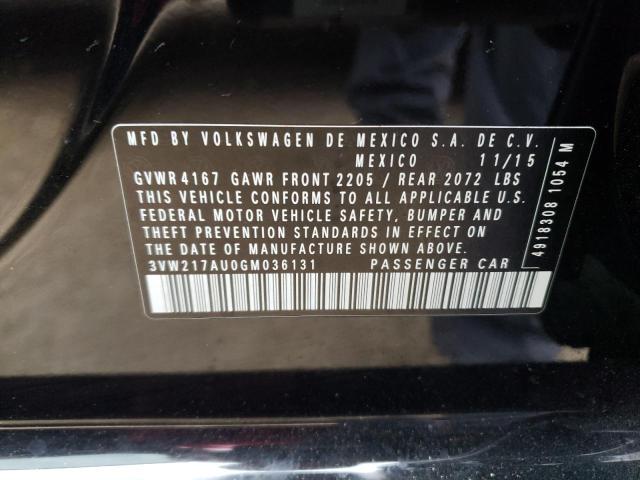 MFD BY VOLKSWAGEN DE MEXICO S.A. DE C.V.
MEXICO 11/15
GVWR 4167 GAWR FRONT 2205 / REAR 2072 LBS
THIS VEHICLE CONFORMS TO ALL APPLICABLE U.S.
FEDERAL MOTOR VEHICLE SAFETY, BUMPER AND
THEFT PREVENTION STANDARDS IN EFFECT ON
THE DATE OF MANUFACTURE SHOWN ABOVE.
3VW217AU0GM036131 PASSENGER CAR
4918308 1054 M